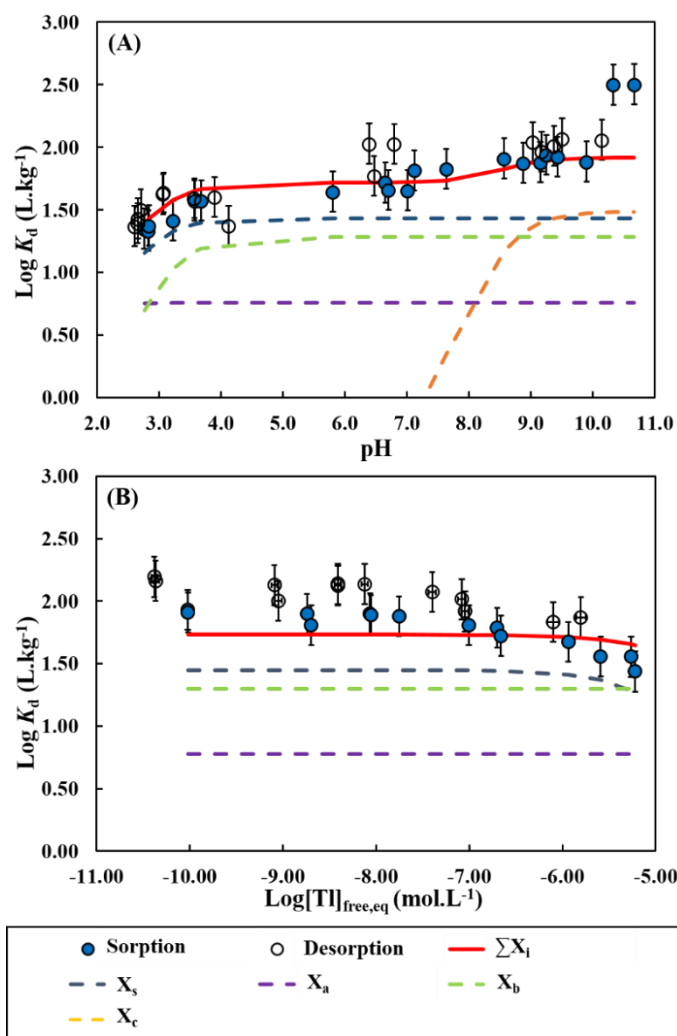 3.00
(A)
2.50
2.00
1.50
1.00
0.50
0.00
Log Kd (L.kg-1)
2.0 3.0 4.0 5.0 6.0 7.0 8.0 9.0 10.0 11.0
pH
3.00
(B)
2.50
2.00
1.50
1.00
0.50
0.00
Log Kd (L.kg-1)
-11.00 -10.00 -9.00 -8.00 -7.00 -6.00 -5.00
Log[Tl]free,eq (mol.L-1)
Sorption Desorption ∑Xi
Xs Xa Xb
Xc